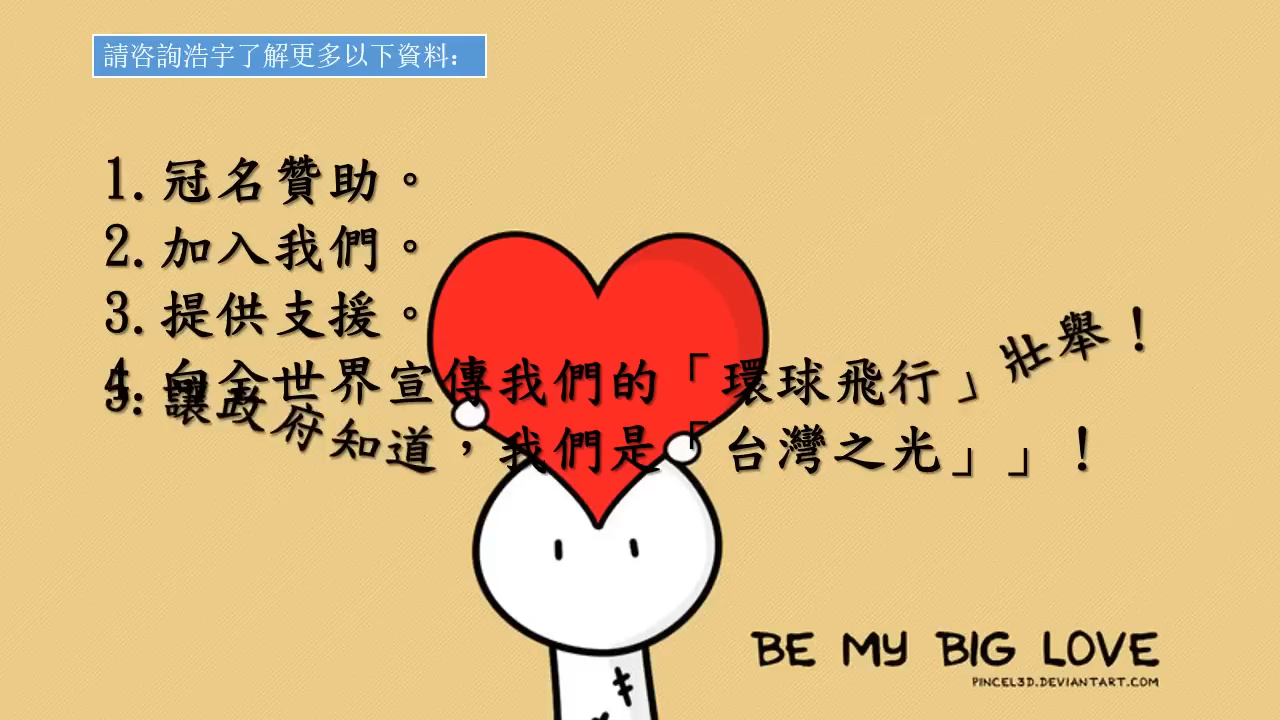 請咨詢浩宇了解更多以下資料：
1.冠名贊助。
2.加入我們。
3.提供支援。
4.向全世界宣傳我們的「環球飛行」壯舉！
5.讓政府知道，我們是「台灣之光」」！
BE MY BIG LOVE
PINCEL3D.DEVIANTART.COM